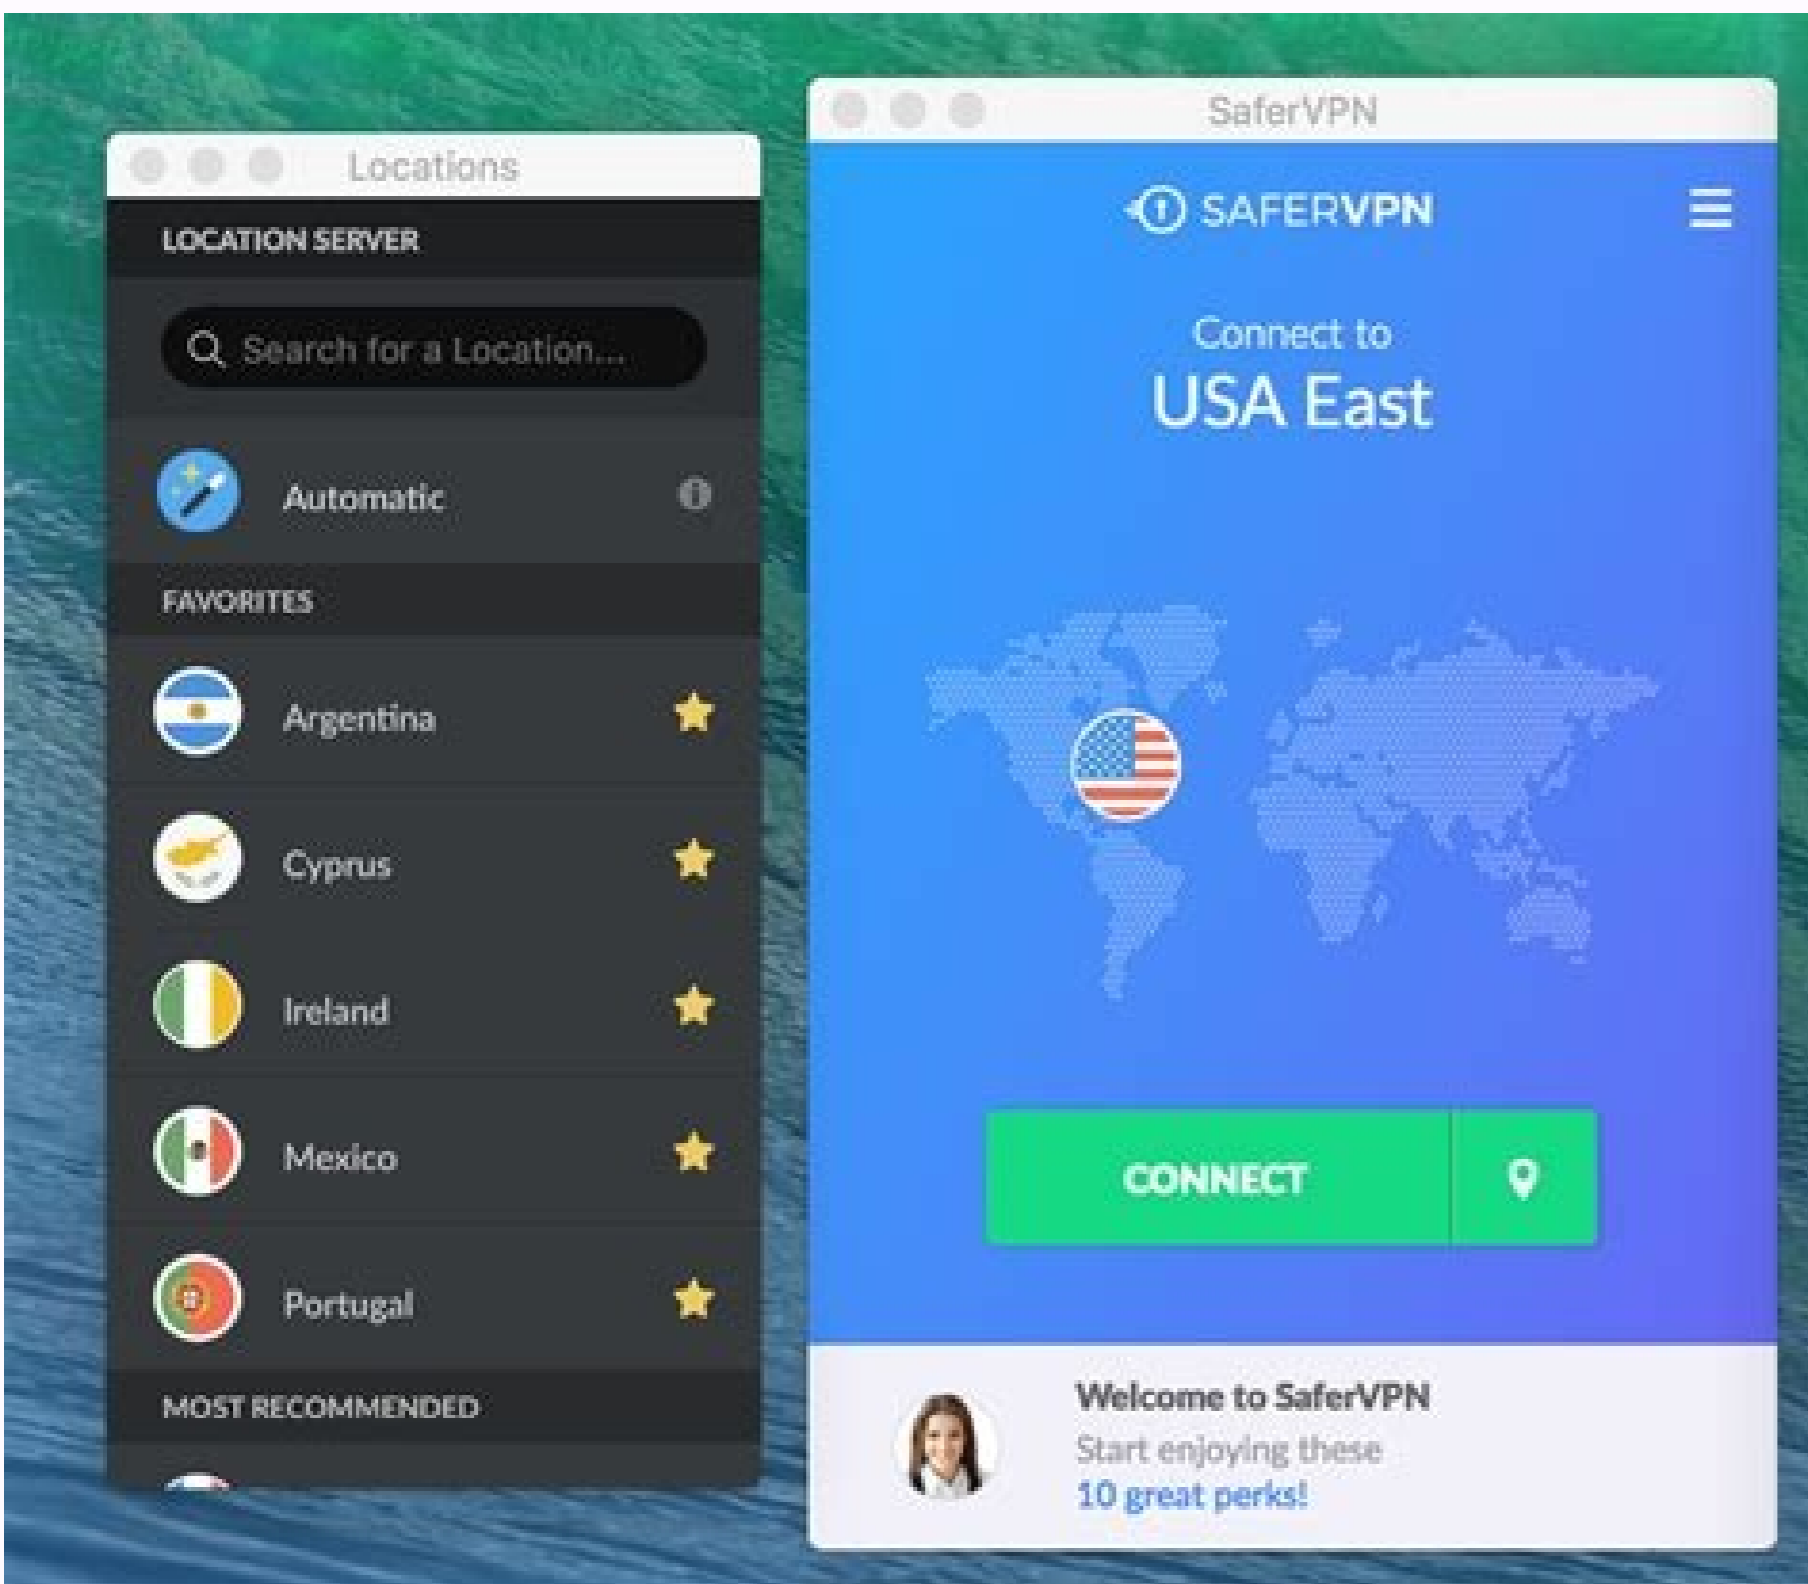 Locations
LOCATION SERVER
Search for a Location...
Automatic
FAVORITES
Argentina
Cyprus
Ireland
Mexico
Portugal
MOST RECOMMENDED
SaferVPN
SAFERVPN
Connect to
USA East
CONNECT
Welcome to SaferVPN
Start enjoying these
10 great perks!